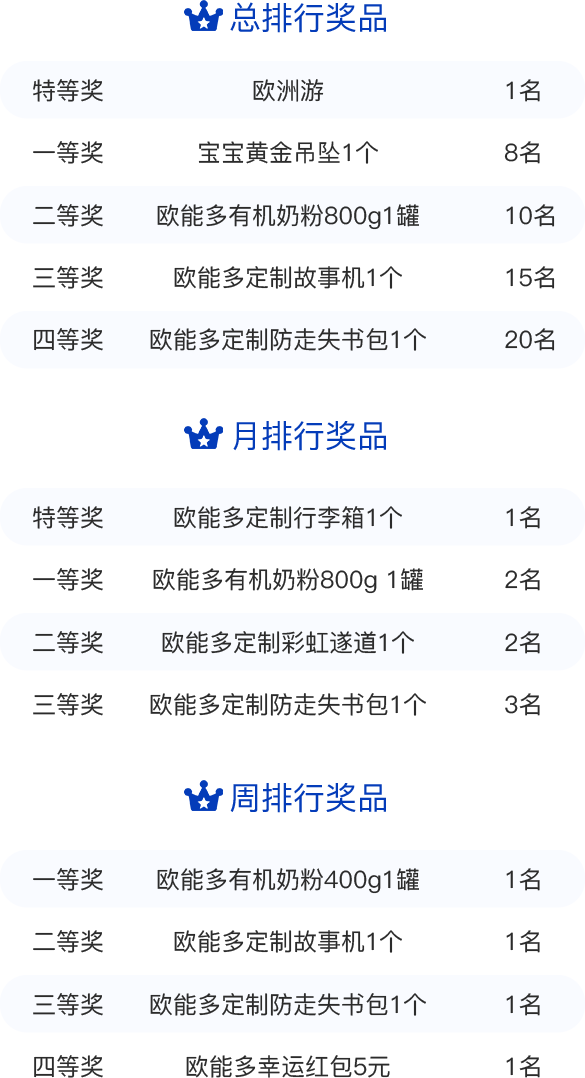 总排行奖品
特等奖 欧洲游 1名
一等奖 宝宝黄金吊坠1个 8名
二等奖 欧能多有机奶粉800g1罐 10名
三等奖 欧能多定制故事机1个 15名
四等奖 欧能多定制防走失书包1个 20名
月排行奖品
特等奖 欧能多定制行李箱1个 1名
一等奖 欧能多有机奶粉800g 1罐 2名
二等奖 欧能多定制彩虹遂道1个 2名
三等奖 欧能多定制防走失书包1个 3名
周排行奖品
一等奖 欧能多有机奶粉400g1罐 1名
二等奖 欧能多定制故事机1个 1名
三等奖 欧能多定制防走失书包1个 1名
四等奖 欧能多幸运红包5元 1名